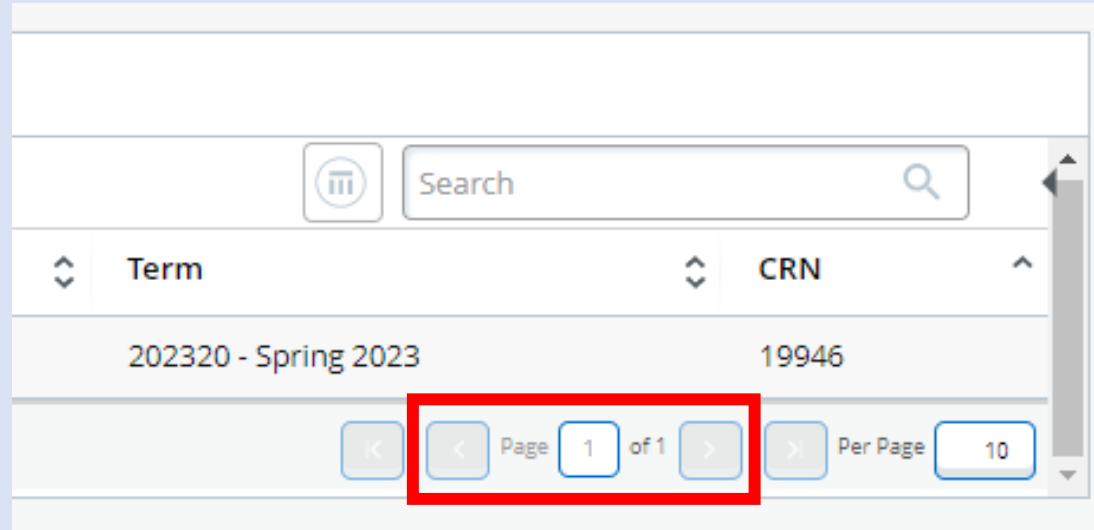 Search
Term CRN
202320 - Spring 2023 19946
Page 1 of 1 Per Page 10